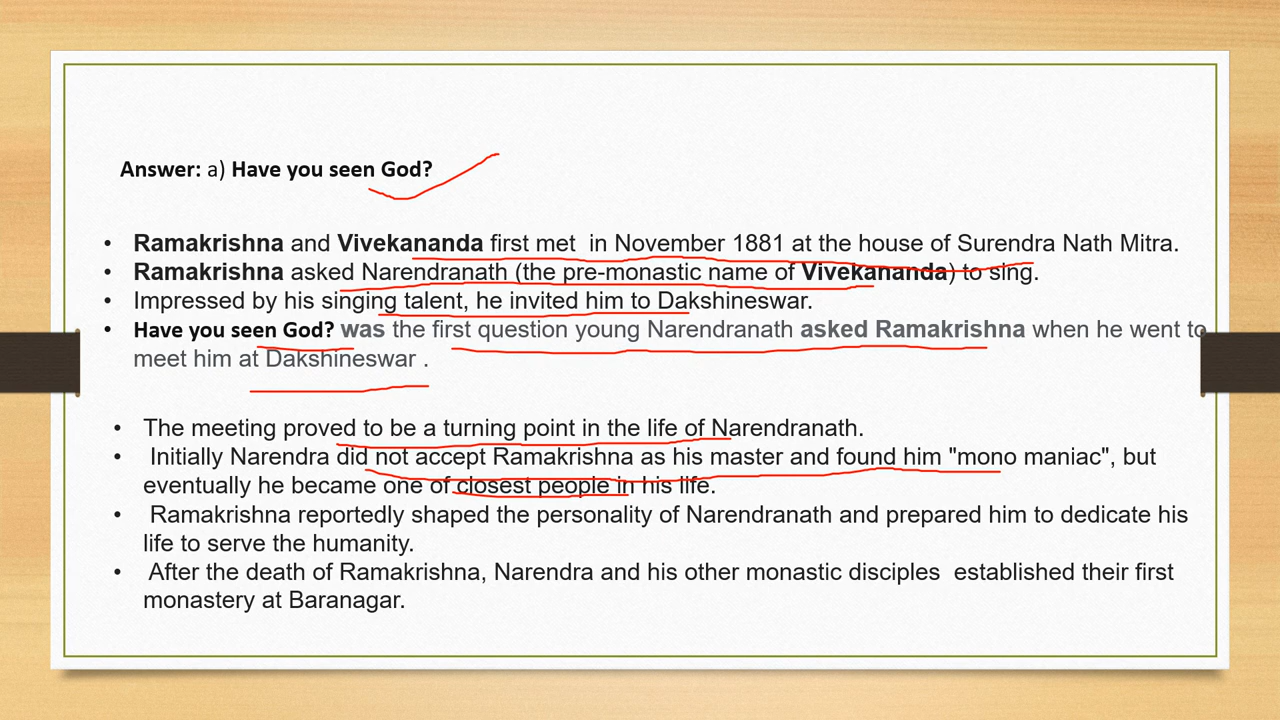 Answer: a) Have you seen God?
• Ramakrishna and Vivekananda first met in November 1881 at the house of Surendra Nath Mitra.
• Ramakrishna asked Narendranath (the pre-monastic name of Vivekananda) to sing.
• Impressed by his singing talent, he invited him to Dakshineswar.
• Have you seen God? was the first question young Narendranath asked Ramakrishna when he went to
meet him at Dakshineswar .
• The meeting proved to be a turning point in the life of Narendranath.
• Initially Narendra did not accept Ramakrishna as his master and found him "mono maniac", but
eventually he became one of closest people in his life.
• Ramakrishna reportedly shaped the personality of Narendranath and prepared him to dedicate his
life to serve the humanity.
• After the death of Ramakrishna, Narendra and his other monastic disciples established their first
monastery at Baranagar.